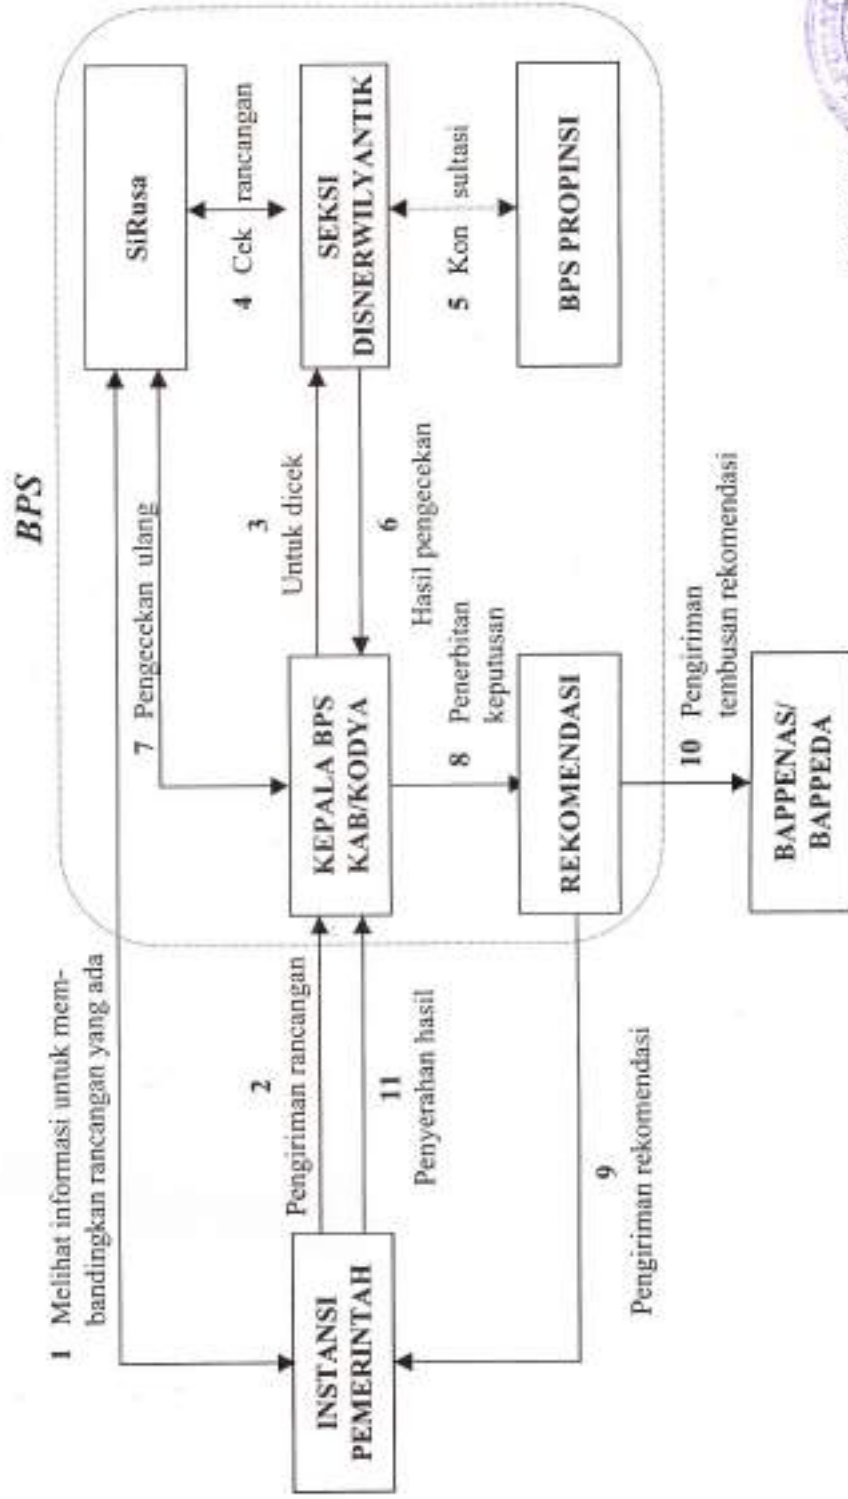 BPS
1 Melihat informasi untuk mem-
bandingkan rancangan yang ada
7 Pengecekan ulang
SiRusa
4 Cek rancangan
2
Pengiriman rancangan
3
Untuk dicek
INSTANSI
PEMERINTAH
KEPALA BPS
KAB/KODYA
SEKSI
DISNERWILYANTIK
11
Penyerahan hasil
6
Hasil pengecekan
8 Penerbitan
keputusan
5 Kon sultasi
REKOMENDASI
BPS PROPINSI
9
Pengiriman rekomendasi
10 Pengiriman
tembusan rekomendasi
BAPPENAS/
BAPPEDA